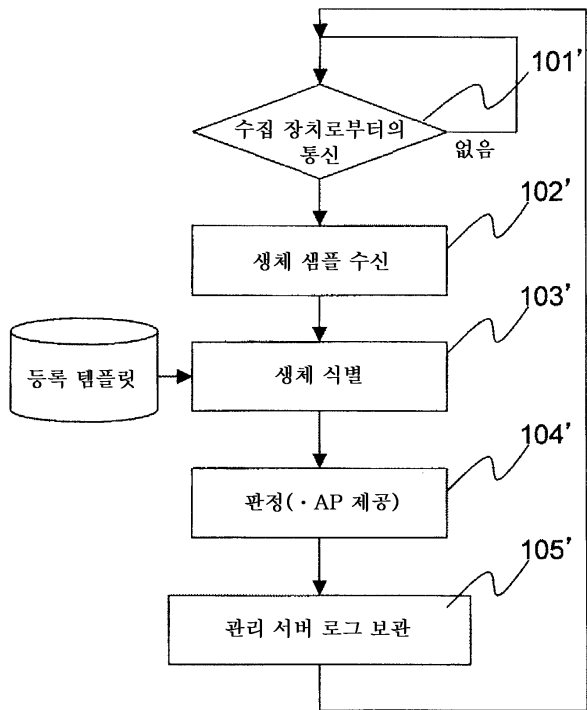 101’
수집 장치로부터의
통신
없음
102’
생체 샘플 수신
103’
등록 템플릿
생체 식별
104’
판정(·AP 제공)
105’
관리 서버 로그 보관